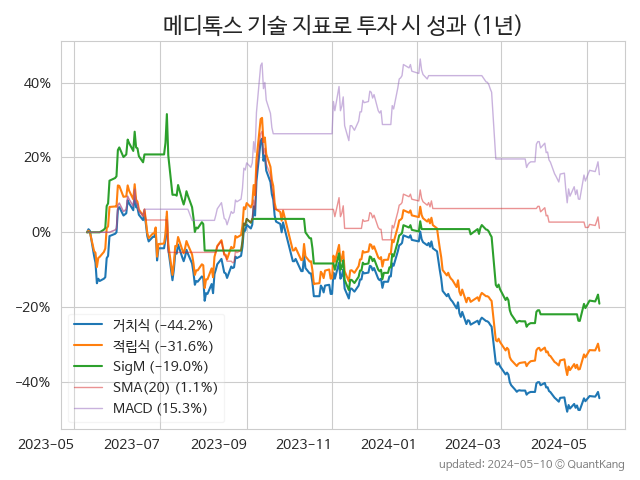 메디톡스 기술 지표로 투자 시 성과 (1년)
40%
20%
0%
−20%
−40%
거치식 (−44.2%)
적립식 (−31.6%)
SigM (−19.0%)
SMA(20) (1.1%)
MACD (15.3%)
2023-05 2023-07 2023-09 2023-11 2024-01 2024-03 2024-05
updated: 2024-05-10 © QuantKang